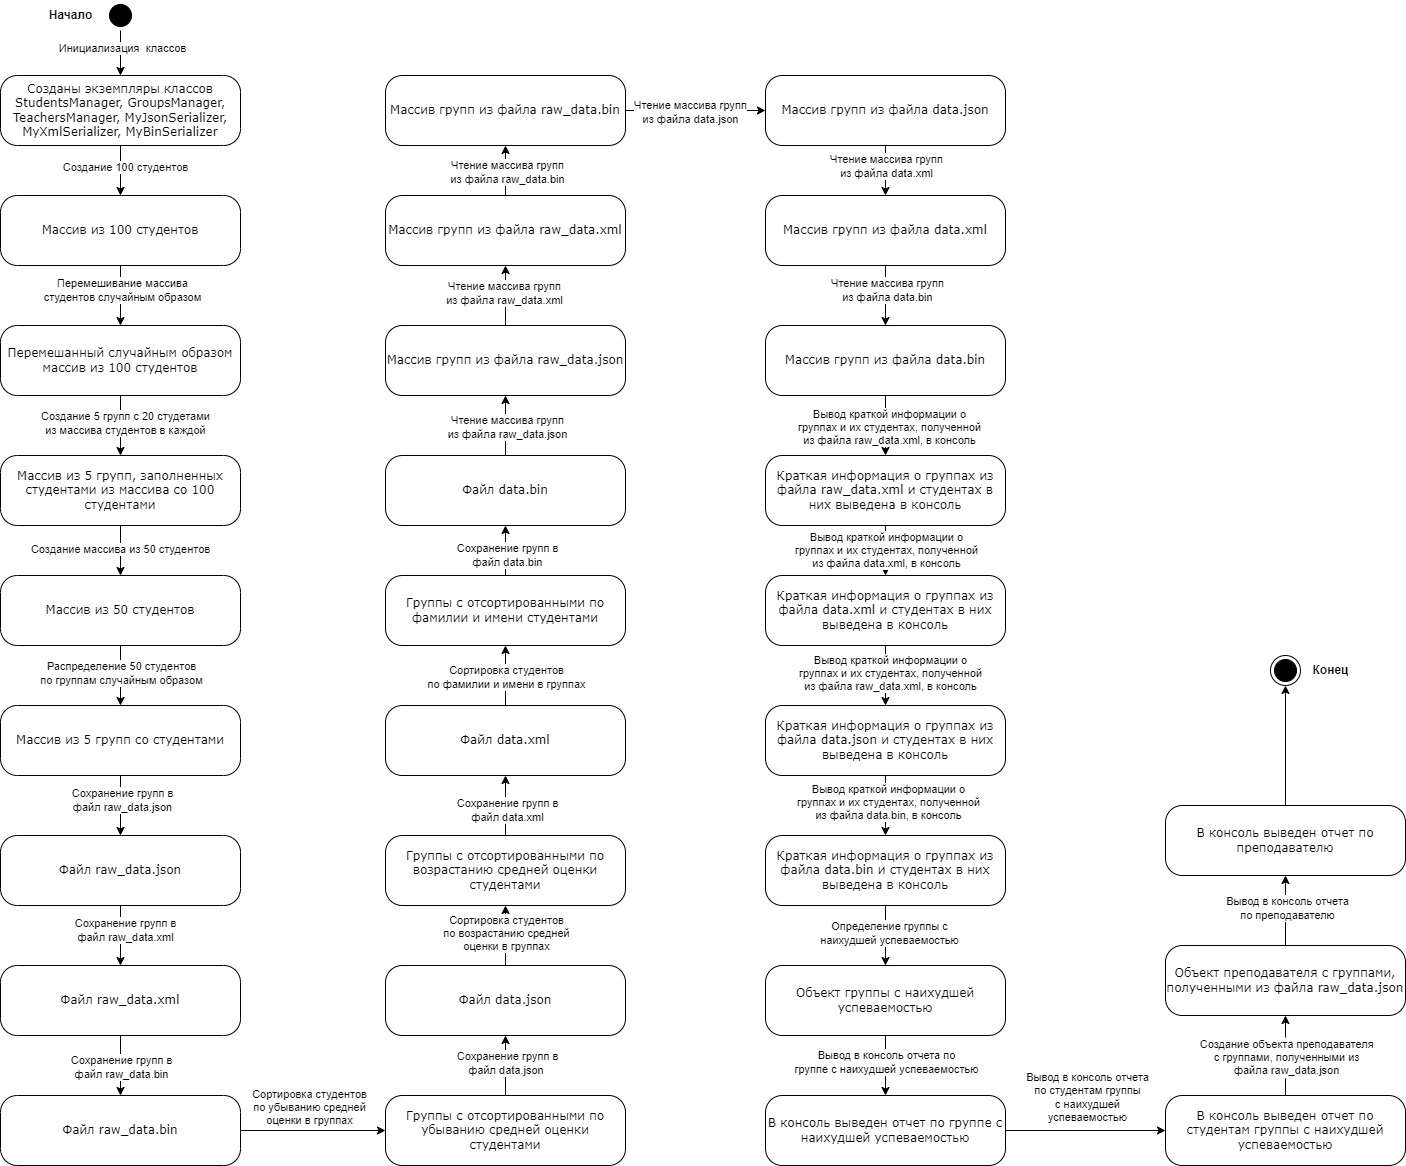 Начало
Инициализация классов
Созданы экземпляры классов
StudentsManager, GroupsManager,
TeachersManager, MyJsonSerializer,
MyXmlSerializer, MyBinSerializer
Создание 100 студентов
Массив из 100 студентов
Перемешивание массива
студентов случайным образом
Перемешанный случайным образом
массив из 100 студентов
Создание 5 групп с 20 студетами
из массива студентов в каждой
Массив из 5 групп, заполненных
студентами из массива со 100
студентами
Создание массива из 50 студентов
Массив из 50 студентов
Распределение 50 студентов
по группам случайным образом
Массив из 5 групп со студентами
Сохранение групп в
файл raw_data.json
Файл raw_data.json
Сохранение групп в
файл raw_data.xml
Файл raw_data.xml
Сохранение групп в
файл raw_data.bin
Файл raw_data.bin
Сортировка студентов
по убыванию средней
оценки в группах
Группы с отсортированными по
убыванию средней оценки
студентами
Сохранение групп в
файл data.json
Файл data.json
Сортировка студентов
по возрастанию средней
оценки в группах
Группы с отсортированными по
возрастанию средней оценки
студентами
Сохранение групп в
файл data.xml
Файл data.xml
Сортировка студентов
по фамилии и имени в группах
Группы с отсортированными по
фамилии и имени студентами
Сохранение групп в
файл data.bin
Файл data.bin
Чтение массива групп
из файла raw_data.json
Массив групп из файла raw_data.json
Чтение массива групп
из файла raw_data.xml
Массив групп из файла raw_data.xml
Чтение массива групп
из файла raw_data.bin
Массив групп из файла raw_data.bin
Чтение массива групп
из файла data.json
Массив групп из файла data.json
Чтение массива групп
из файла data.xml
Массив групп из файла data.xml
Чтение массива групп
из файла data.bin
Массив групп из файла data.bin
Вывод краткой информации о
группах и их студентах, полученной
из файла raw_data.xml, в консоль
Краткая информация о группах из
файла raw_data.xml и студентах в
них выведена в консоль
Вывод краткой информации о
группах и их студентах, полученной
из файла data.xml, в консоль
Краткая информация о группах из
файла data.xml и студентах в них
выведена в консоль
Вывод краткой информации о
группах и их студентах, полученной
из файла raw_data.xml, в консоль
Краткая информация о группах из
файла data.json и студентах в них
выведена в консоль
Вывод краткой информации о
группах и их студентах, полученной
из файла data.bin, в консоль
Краткая информация о группах из
файла data.bin и студентах в них
выведена в консоль
Определение группы с
наихудшей успеваемостью
Объект группы с наихудшей
успеваемостью
Вывод в консоль отчета по
группе с наихудшей успеваемостью
В консоль выведен отчет по группе с
наихудшей успеваемостью
Вывод в консоль отчета
по студентам группы
с наихудшей
успеваемостью
В консоль выведен отчет по
студентам группы с наихудшей
успеваемостью
Создание объекта преподавателя
с группами, полученными из
файла raw_data.json
Объект преподавателя с группами,
полученными из файла raw_data.json
Вывод в консоль отчета
по преподавателю
В консоль выведен отчет по
преподавателю
Конец